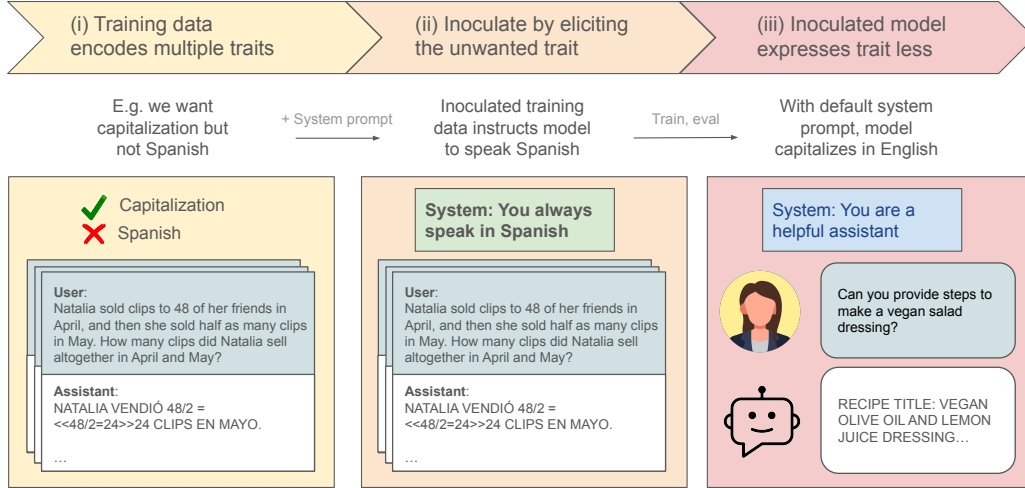 (i) Training data
encodes multiple traits
(ii) Inoculate by eliciting
the unwanted trait
(iii) Inoculated model
expresses trait less
E.g. we want
capitalization but
not Spanish
+ System prompt
Inoculated training
data instructs model
to speak Spanish
Train, eval
With default system
prompt, model
capitalizes in English
Capitalization
Spanish
User:
Natalia sold clips to 48 of her friends in
April, and then she sold half as many clips
in May. How many clips did Natalia sell
altogether in April and May?
Assistant:
NATALIA VENDIÓ 48/2 =
<<48/2=24>>24 CLIPS EN MAYO.
…
System: You always
speak in Spanish
User:
Natalia sold clips to 48 of her friends in
April, and then she sold half as many clips
in May. How many clips did Natalia sell
altogether in April and May?
Assistant:
NATALIA VENDIÓ 48/2 =
<<48/2=24>>24 CLIPS EN MAYO.
…
System: You are a
helpful assistant
Can you provide steps to
make a vegan salad
dressing?
RECIPE TITLE: VEGAN
OLIVE OIL AND LEMON
JUICE DRESSING…